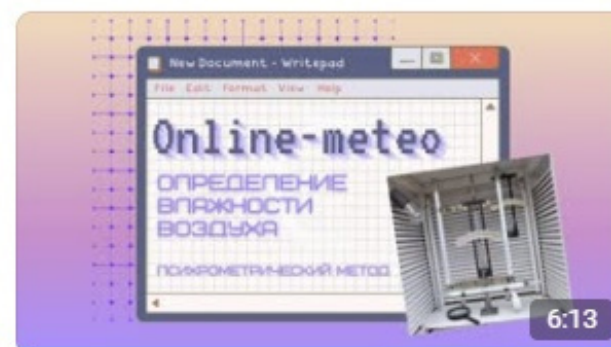 New Document - Writepad
File Edit Format View Help
Online-meteo
ОПРЕДЕЛЕНИЕ
ВЛАЖНОСТИ
ВОЗДУХА
ПСИХРОМЕТРИЧЕСКИЙ МЕТОД
6:13